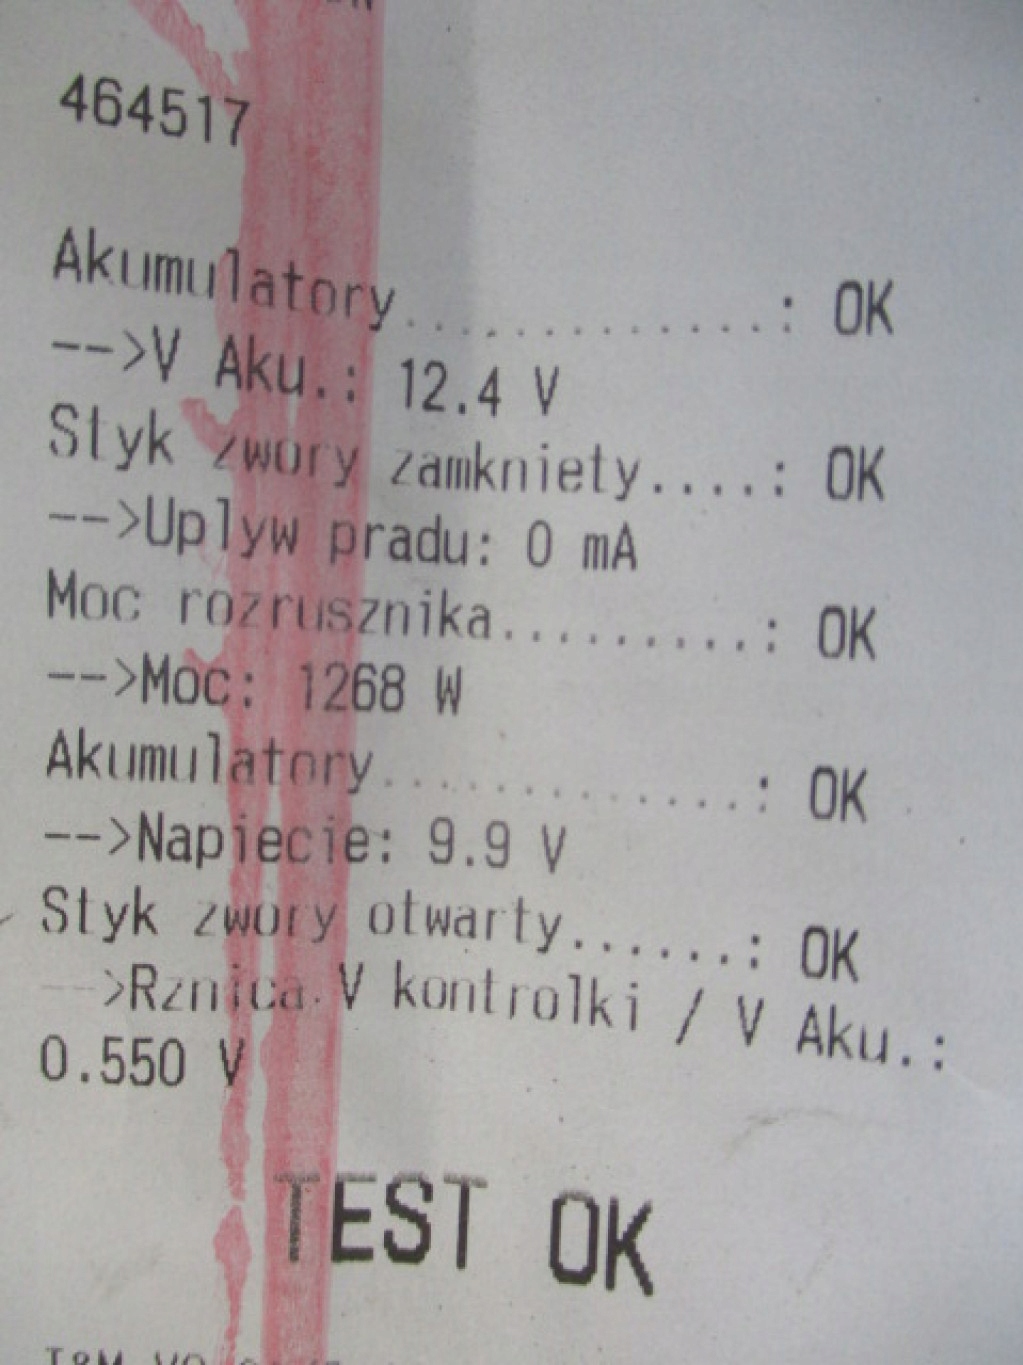 464517
Akumulatory..............: OK
-->V Aku.: 12.4 V
Styk zwory zamkniety....: OK
-->Uplyw pradu: 0 mA
Moc rozrusznika..........: OK
-->Moc: 1268 W
Akumulatory..............: OK
-->Napiecie: 9.9 V
Styk zwory otwarty.......: OK
-->Rznica V kontrolki / V Aku.:
0.550 V
TEST OK